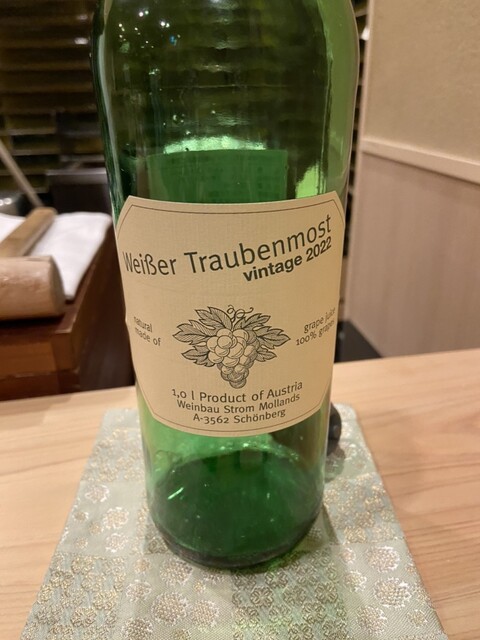 Weißer Traubenmost
vintage 2022
natural
made of
grape juice
100% grapes
1,0 l Product of Austria
Weinbau Strom Mollands
A-3562 Schönberg